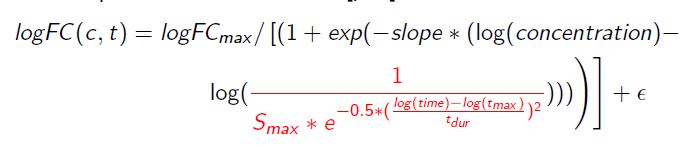 logFC(c, t) = logFC_max / [(1 + exp(−slope * (log(concentration)−
log(1 / (S_max * e^(−0.5*((log(time)−log(t_max))/t_dur)^2)))))] + ϵ